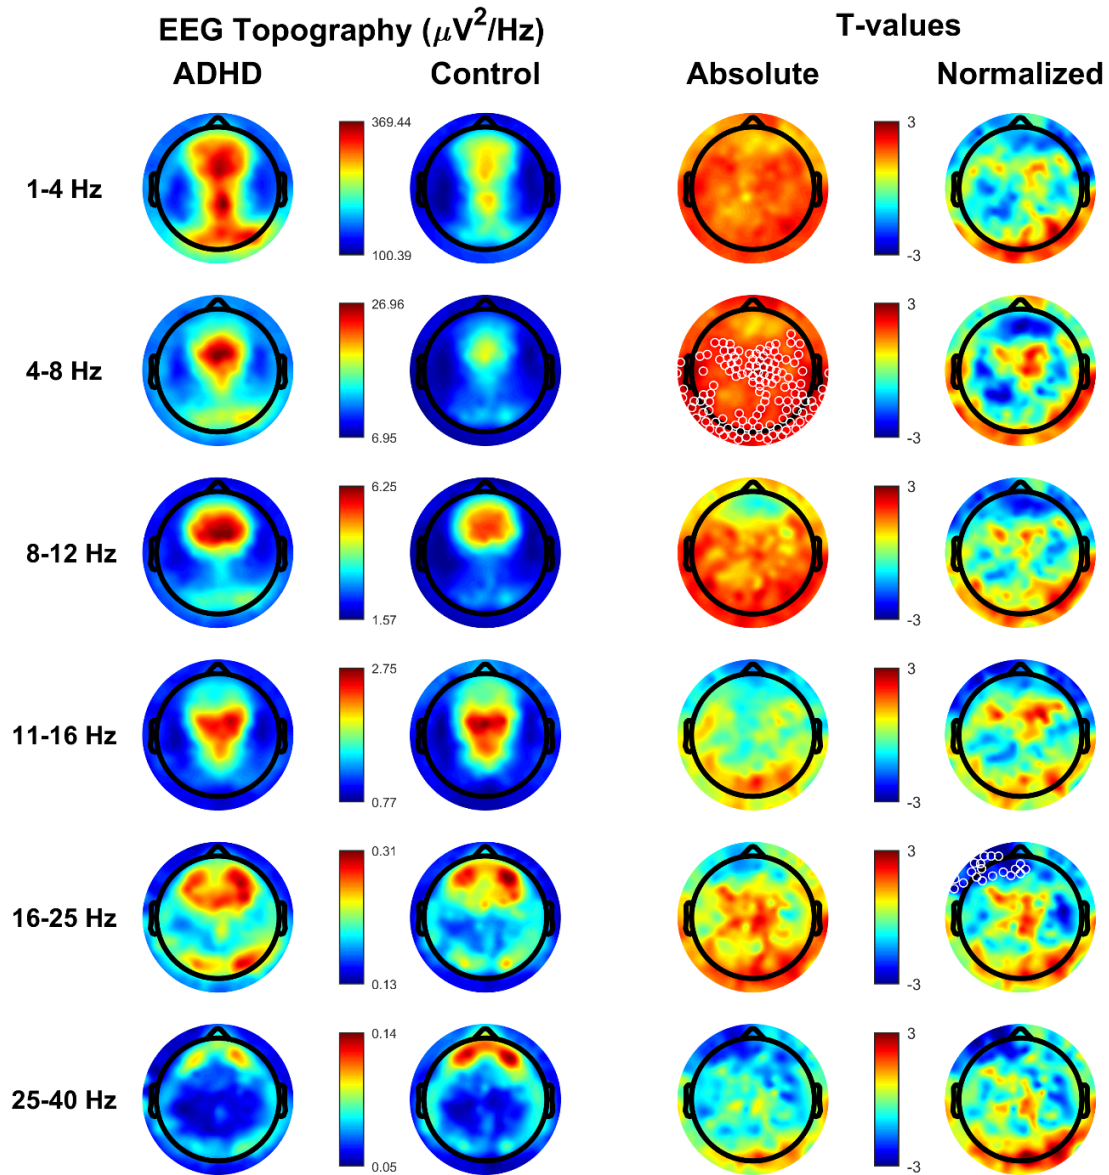 EEG Topography (μV²/Hz) T-values
ADHD Control Absolute Normalized
369.44 3
1-4 Hz
100.39 -3
26.96 3
4-8 Hz
6.95 -3
6.25 3
8-12 Hz
1.57 -3
2.75 3
11-16 Hz
0.77 -3
0.31 3
16-25 Hz
0.13 -3
0.14 3
25-40 Hz
0.05 -3